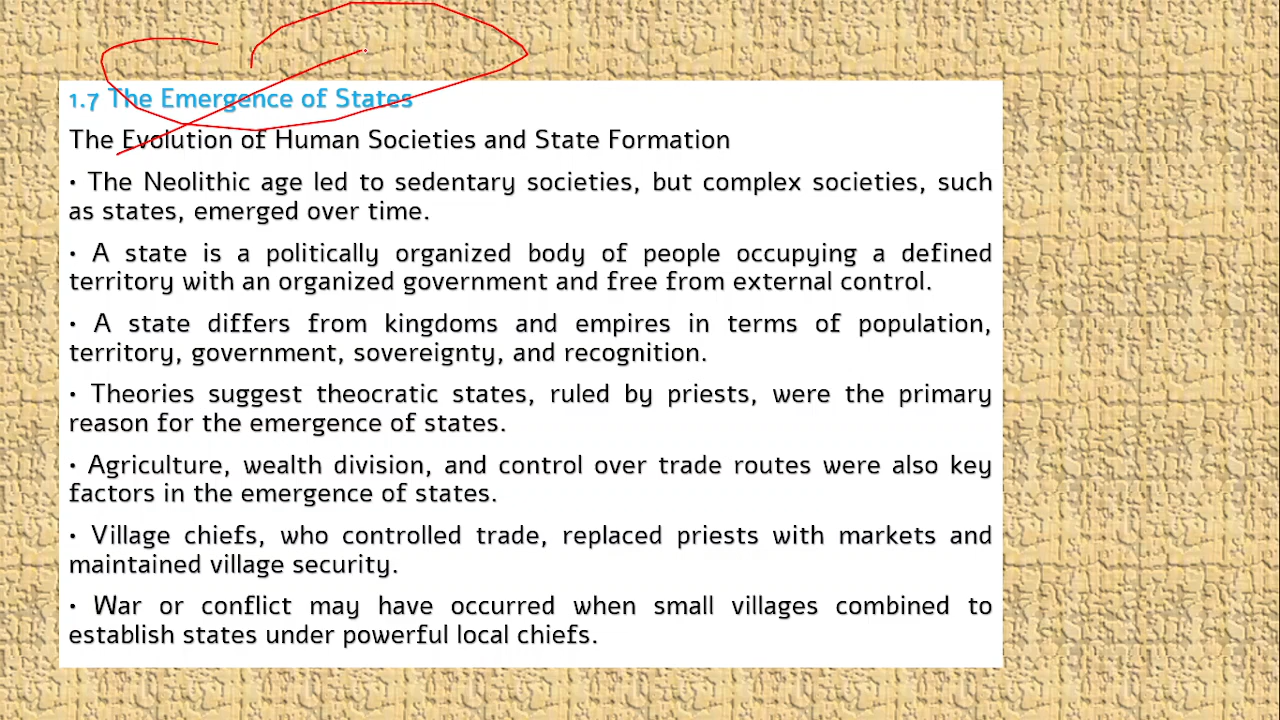 1.7 The Emergence of States
The Evolution of Human Societies and State Formation
• The Neolithic age led to sedentary societies, but complex societies, such
as states, emerged over time.
• A state is a politically organized body of people occupying a defined
territory with an organized government and free from external control.
• A state differs from kingdoms and empires in terms of population,
territory, government, sovereignty, and recognition.
• Theories suggest theocratic states, ruled by priests, were the primary
reason for the emergence of states.
• Agriculture, wealth division, and control over trade routes were also key
factors in the emergence of states.
• Village chiefs, who controlled trade, replaced priests with markets and
maintained village security.
• War or conflict may have occurred when small villages combined to
establish states under powerful local chiefs.